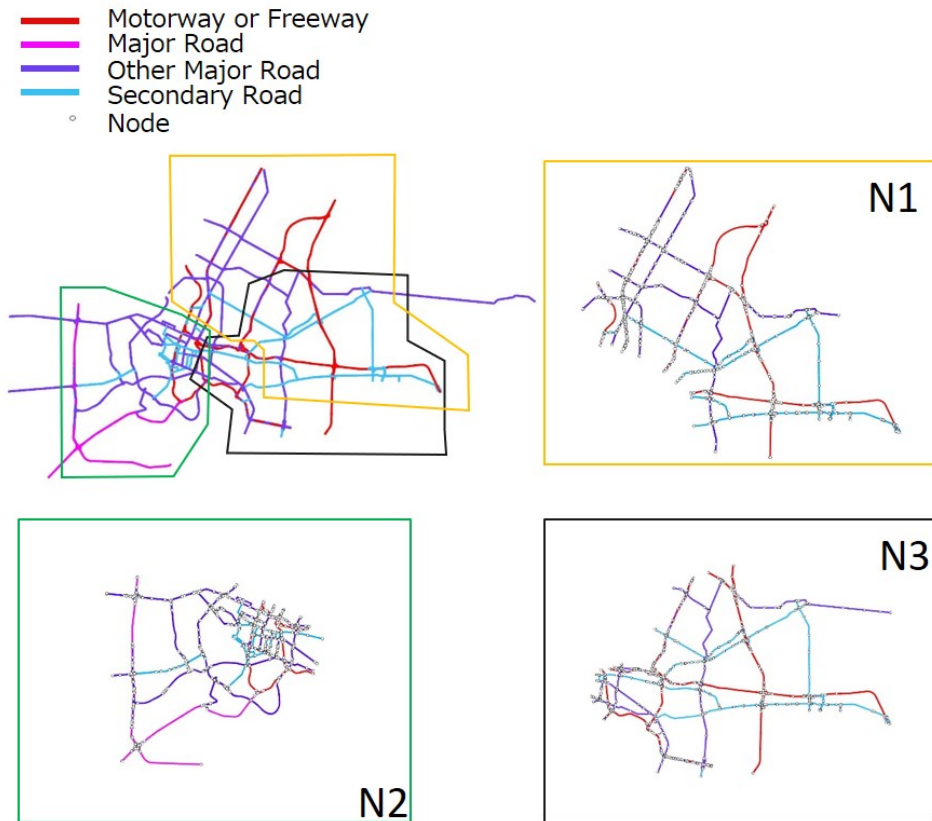 Motorway or Freeway
Major Road
Other Major Road
Secondary Road
Node
N1
N2
N3